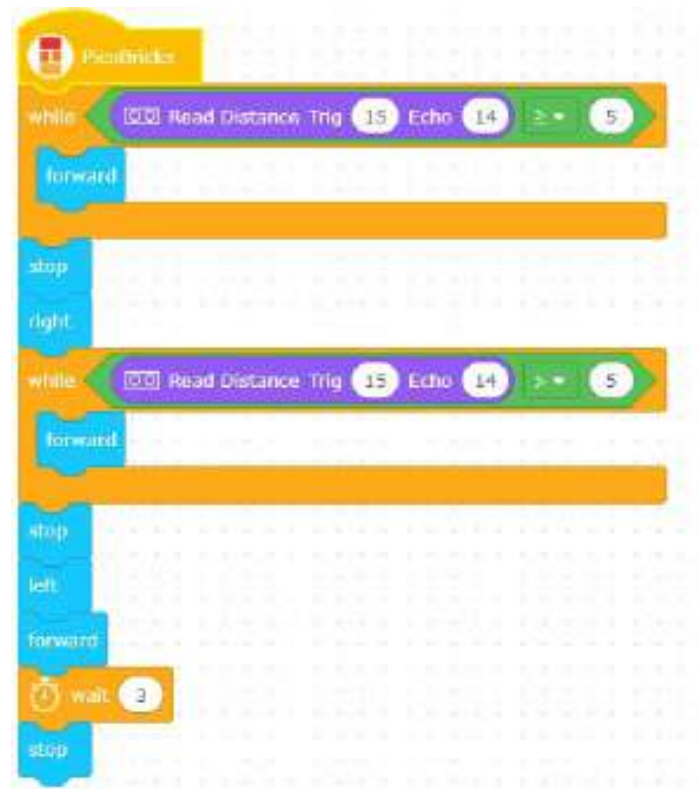 PicoBricks
while Read Distance Trig 15 Echo 14 ≥ 5
forward
stop
right
while Read Distance Trig 15 Echo 14 > 5
forward
stop
left
forward
wait 3
stop